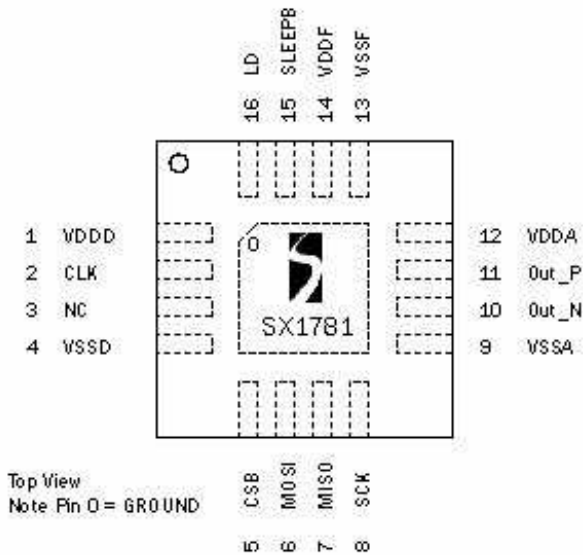 LD
SLEEPB
VDDF
VSSF
16
15
14
13
1 VDDD
2 CLK
3 NC
4 VSSD
0
SX1781
12 VDDA
11 Out_P
10 Out_N
9 VSSA
Top View
Note Pin 0 = GROUND
CSB
MOSI
MISO
SCK
5
6
7
8